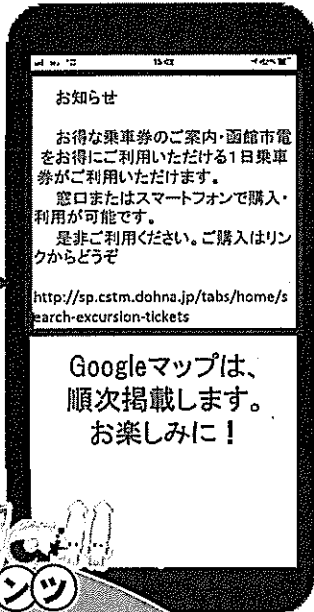 お知らせ
お得な乗車券のご案内・函館市電
をお得にご利用いただける1日乗車
券がご利用いただけます。
窓口またはスマートフォンで購入・
利用が可能です。
是非ご利用ください。ご購入はリン
クからどうぞ
http://sp.cstm.dohna.jp/tabs/home/s
earch-excursion-tickets
Googleマップは、
順次掲載します。
お楽しみに！
ンツ